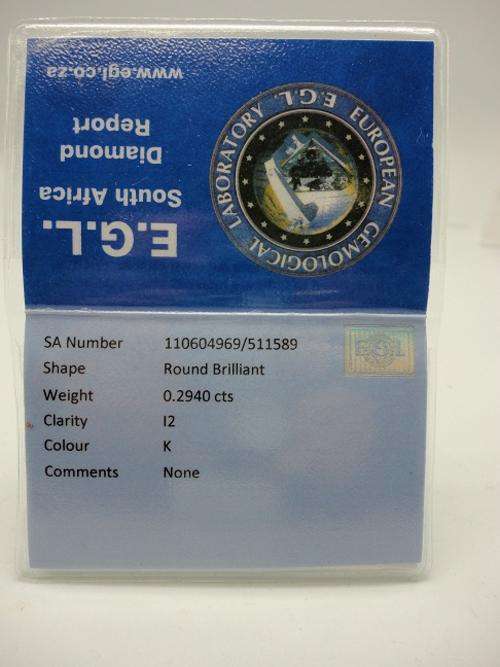 www.egl.co.za
Diamond
Report
E.G.L.
South Africa
EUROPEAN GEMOLOGICAL LABORATORY E.G.L.
SA Number 110604969/511589
Shape Round Brilliant
Weight 0.2940 cts
Clarity I2
Colour K
Comments None